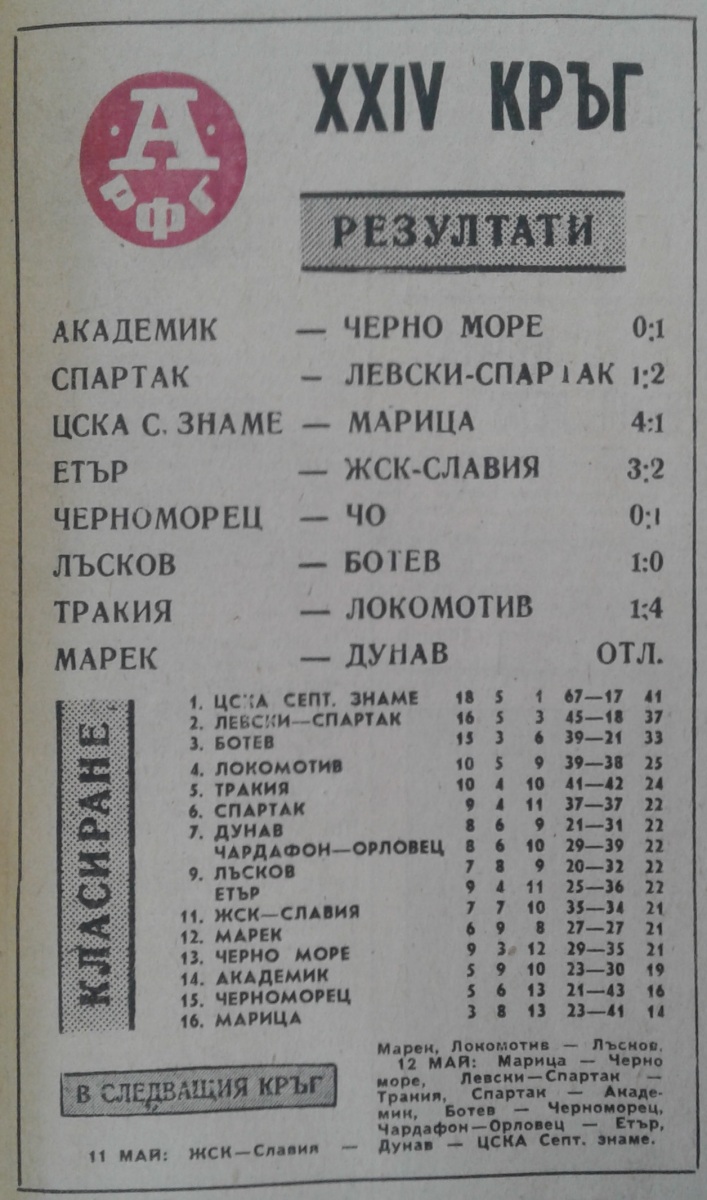 А
РФГ
XXIV КРЪГ
РЕЗУЛТАТИ
АКАДЕМИК — ЧЕРНО МОРЕ 0:1
СПАРТАК — ЛЕВСКИ-СПАРТАК 1:2
ЦСКА С. ЗНАМЕ — МАРИЦА 4:1
ЕТЪР — ЖСК-СЛАВИЯ 3:2
ЧЕРНОМОРЕЦ — ЧО 0:1
ЛЪСКОВ — БОТЕВ 1:0
ТРАКИЯ — ЛОКОМОТИВ 1:4
МАРЕК — ДУНАВ ОТЛ.
КЛАСИРАНЕ
1. ЦСКА СЕПТ. ЗНАМЕ 18 5 1 67—17 41
2. ЛЕВСКИ—СПАРТАК 16 5 3 45—18 37
3. БОТЕВ 15 3 6 39—21 33
4. ЛОКОМОТИВ 10 5 9 39—38 25
5. ТРАКИЯ 10 4 10 41—42 24
6. СПАРТАК 9 4 11 37—37 22
7. ДУНАВ 8 6 9 21—31 22
ЧАРДАФОН—ОРЛОВЕЦ 8 6 10 29—39 22
9. ЛЪСКОВ 7 8 9 20—32 22
ЕТЪР 9 4 11 25—36 22
11. ЖСК—СЛАВИЯ 7 7 10 35—34 21
12. МАРЕК 6 9 8 27—27 21
13. ЧЕРНО МОРЕ 9 3 12 29—35 21
14. АКАДЕМИК 5 9 10 23—30 19
15. ЧЕРНОМОРЕЦ 5 6 13 21—43 16
16. МАРИЦА 3 8 13 23—41 14
В СЛЕДВАЩИЯ КРЪГ
11 МАЙ: ЖСК—Славия —
Марек, Локомотив — Лъсков.
12 МАЙ: Марица — Черно
море, Левски—Спартак —
Тракия, Спартак — Акаде-
мик, Ботев — Черноморец,
Чардафон—Орловец — Етър,
Дунав — ЦСКА Септ. знаме.